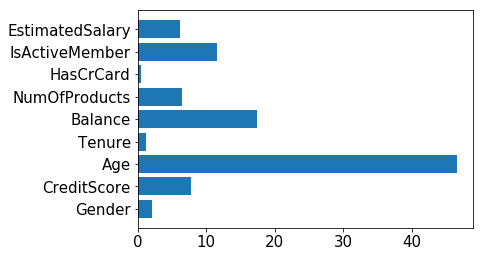 EstimatedSalary
IsActiveMember
HasCrCard
NumOfProducts
Balance
Tenure
Age
CreditScore
Gender
0 10 20 30 40